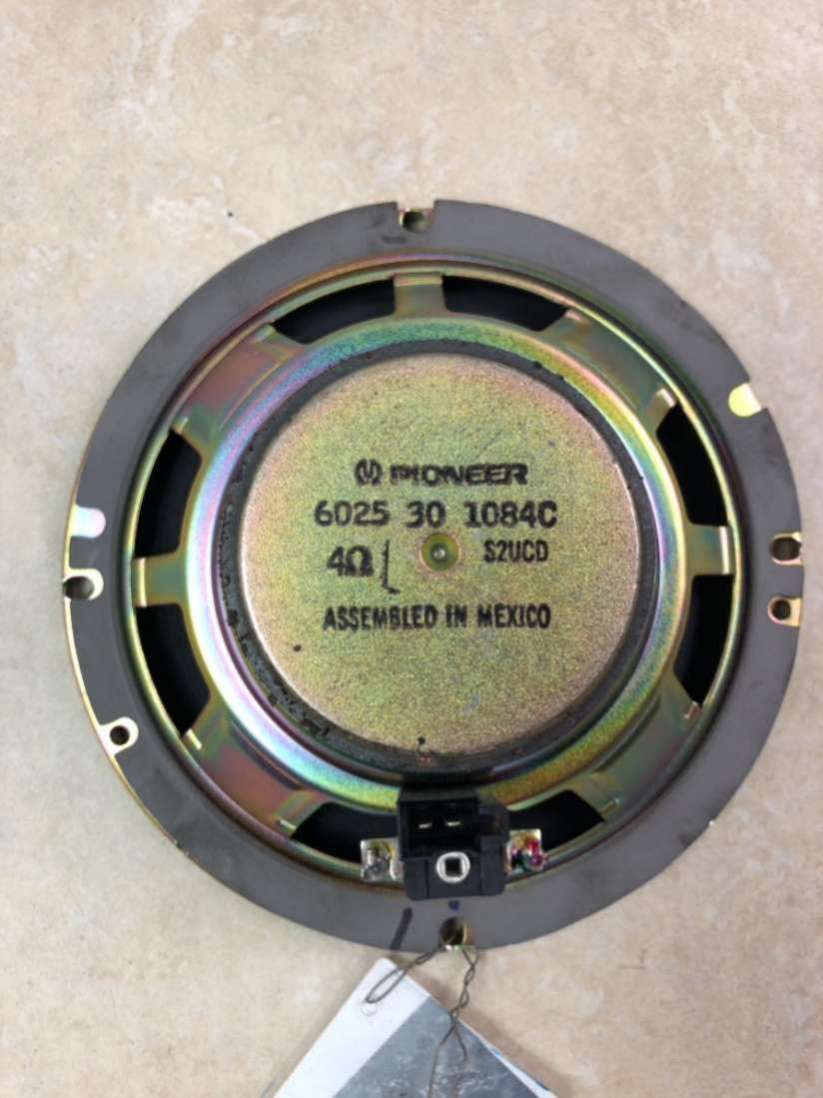 PIONEER
6025 30 1084C
4Ω S2UCD
ASSEMBLED IN MEXICO